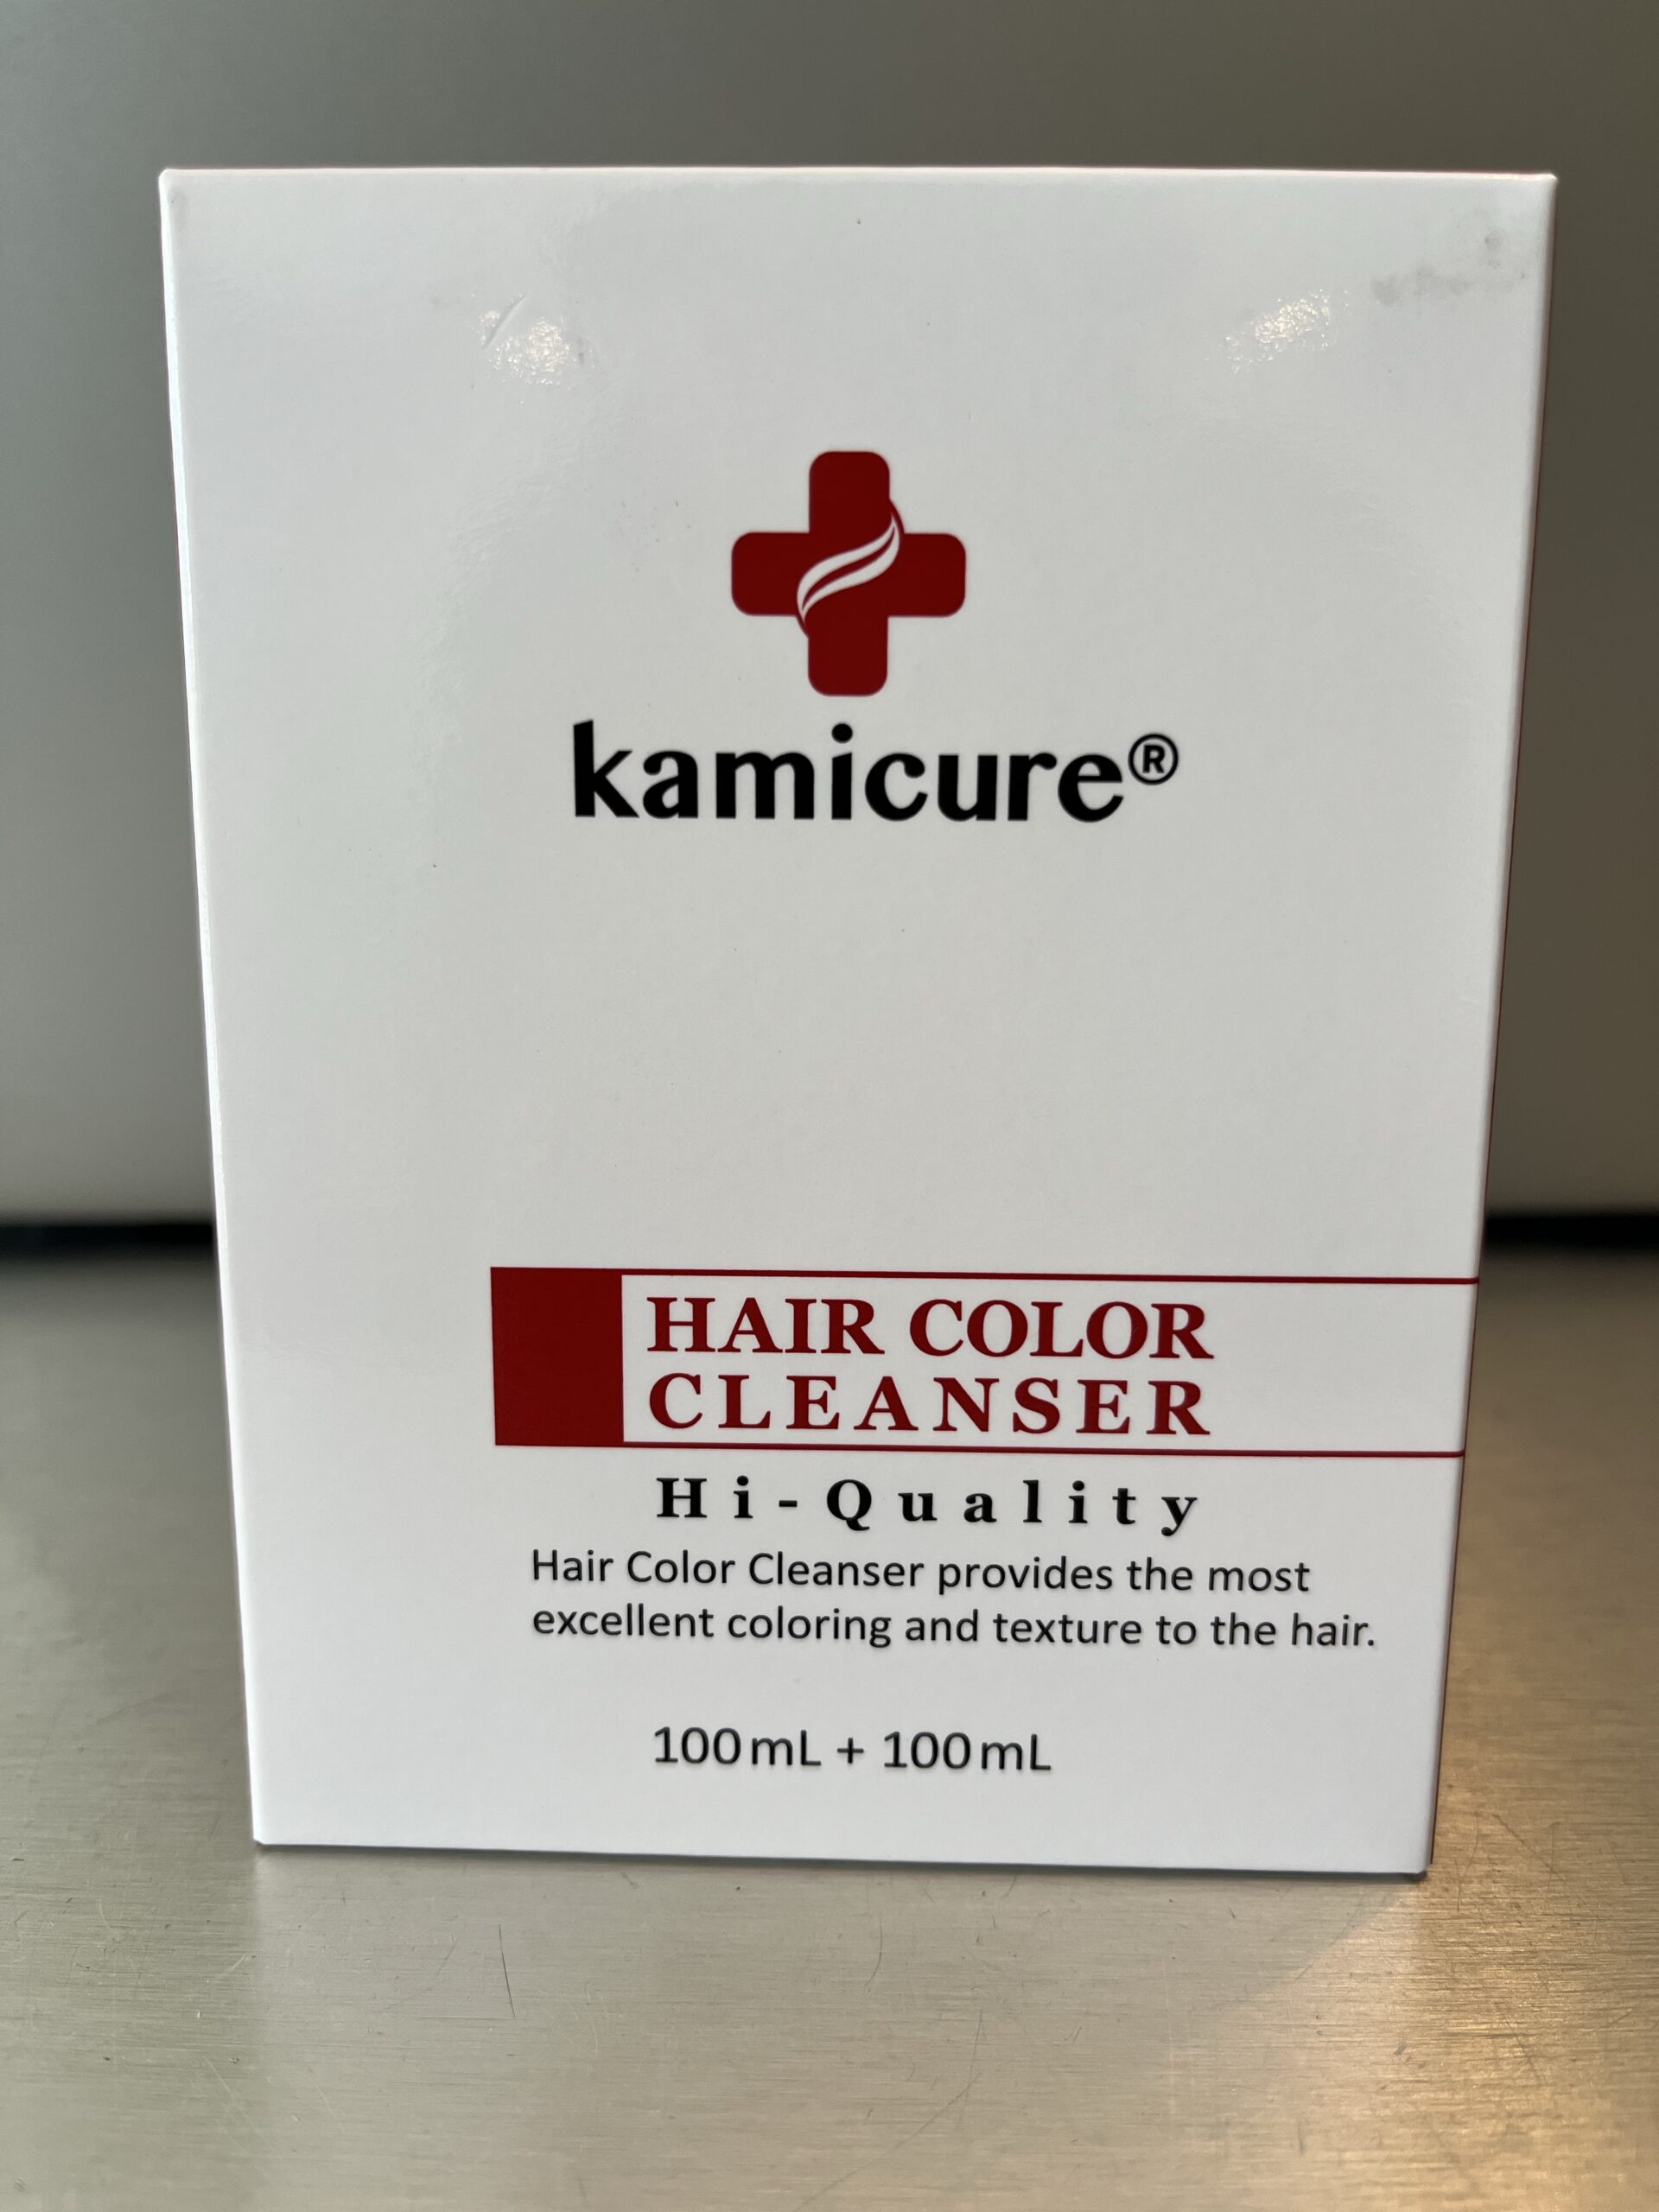 kamicure®
HAIR COLOR
CLEANSER
Hi-Quality
Hair Color Cleanser provides the most
excellent coloring and texture to the hair.
100mL + 100mL